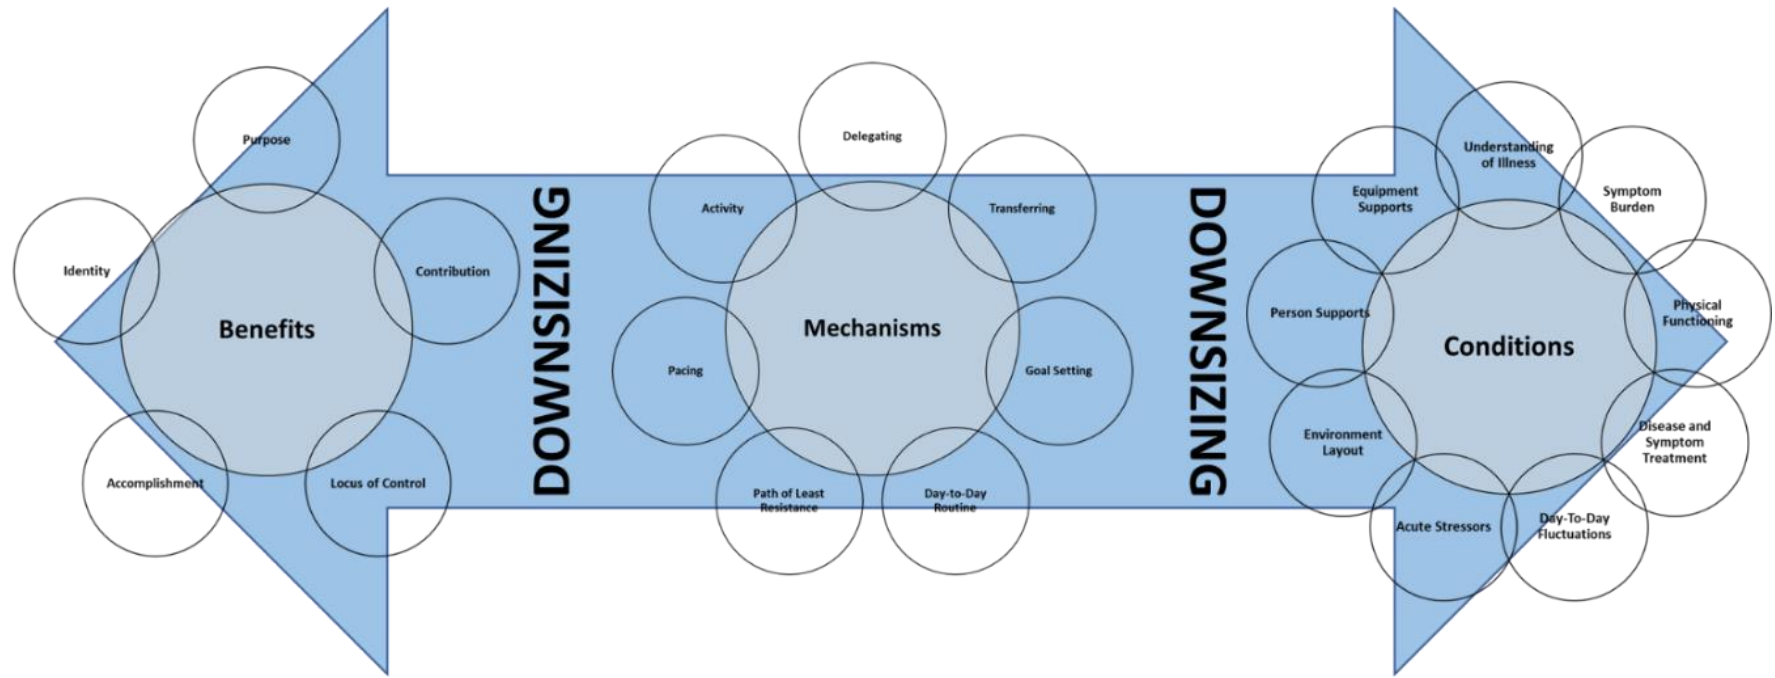 Purpose
Identity
Contribution
Benefits
Accomplishment
Locus of Control
DOWNSIZING
Delegating
Activity
Transferring
Mechanisms
Pacing
Goal Setting
Path of Least
Resistance
Day-to-Day
Routine
DOWNSIZING
Understanding
of Illness
Equipment
Supports
Symptom
Burden
Person Supports
Physical
Functioning
Conditions
Environment
Layout
Disease and
Symptom
Treatment
Acute Stressors
Day-To-Day
Fluctuations